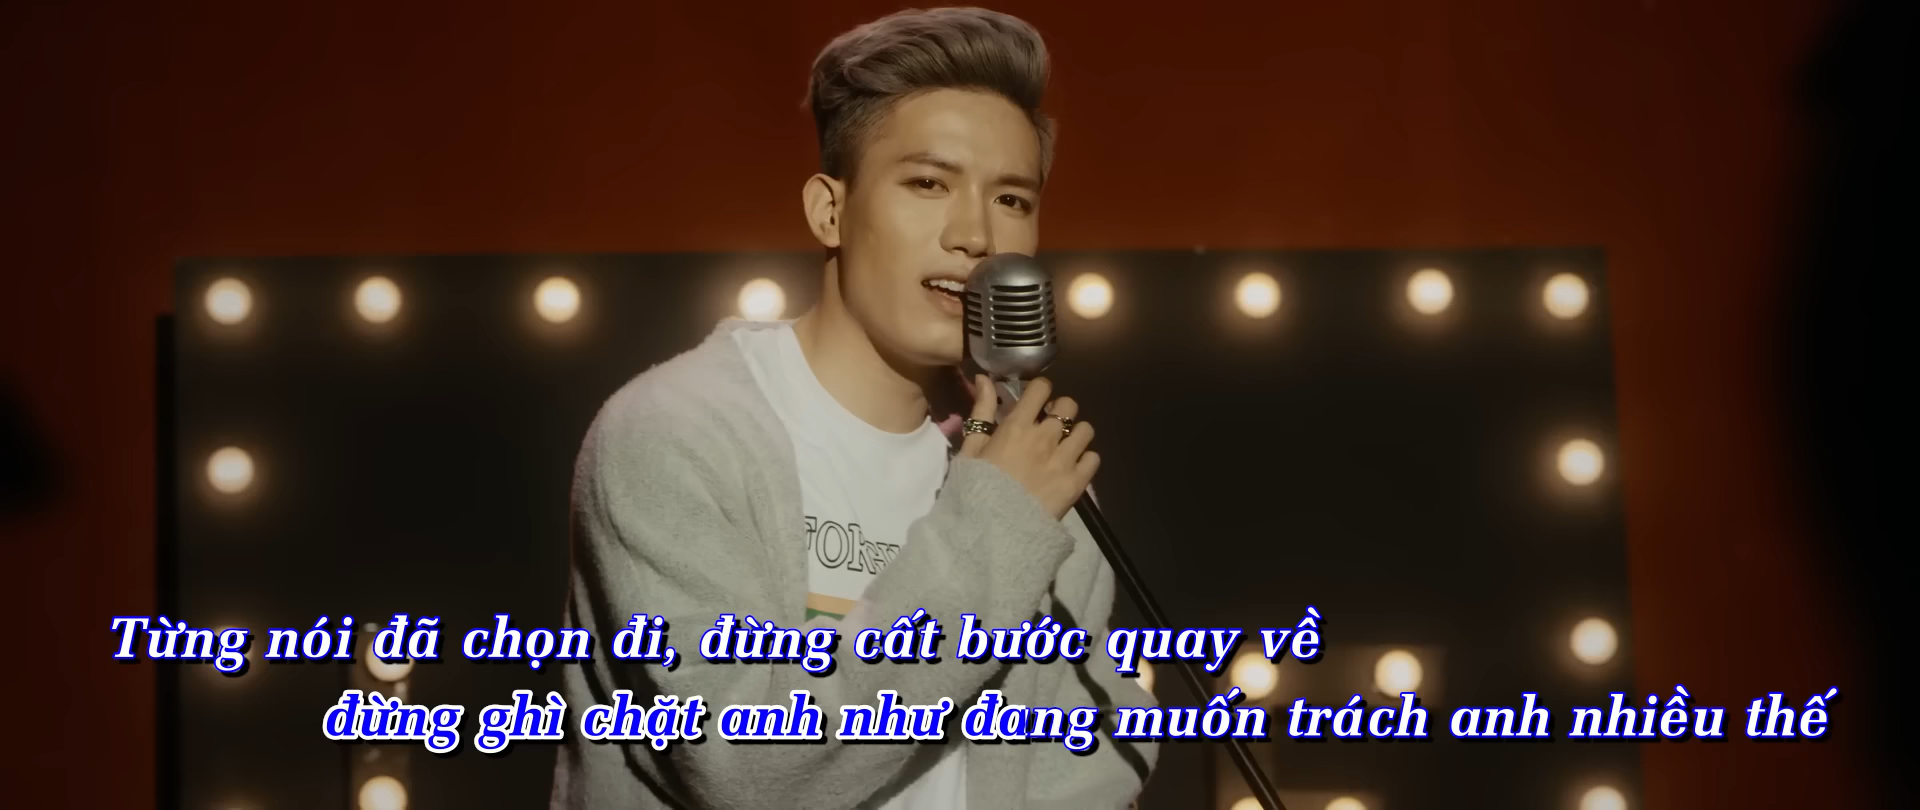 Từng nói đã chọn đi, đừng cất bước quay về
đừng ghì chặt anh như đang muốn trách anh nhiều thế